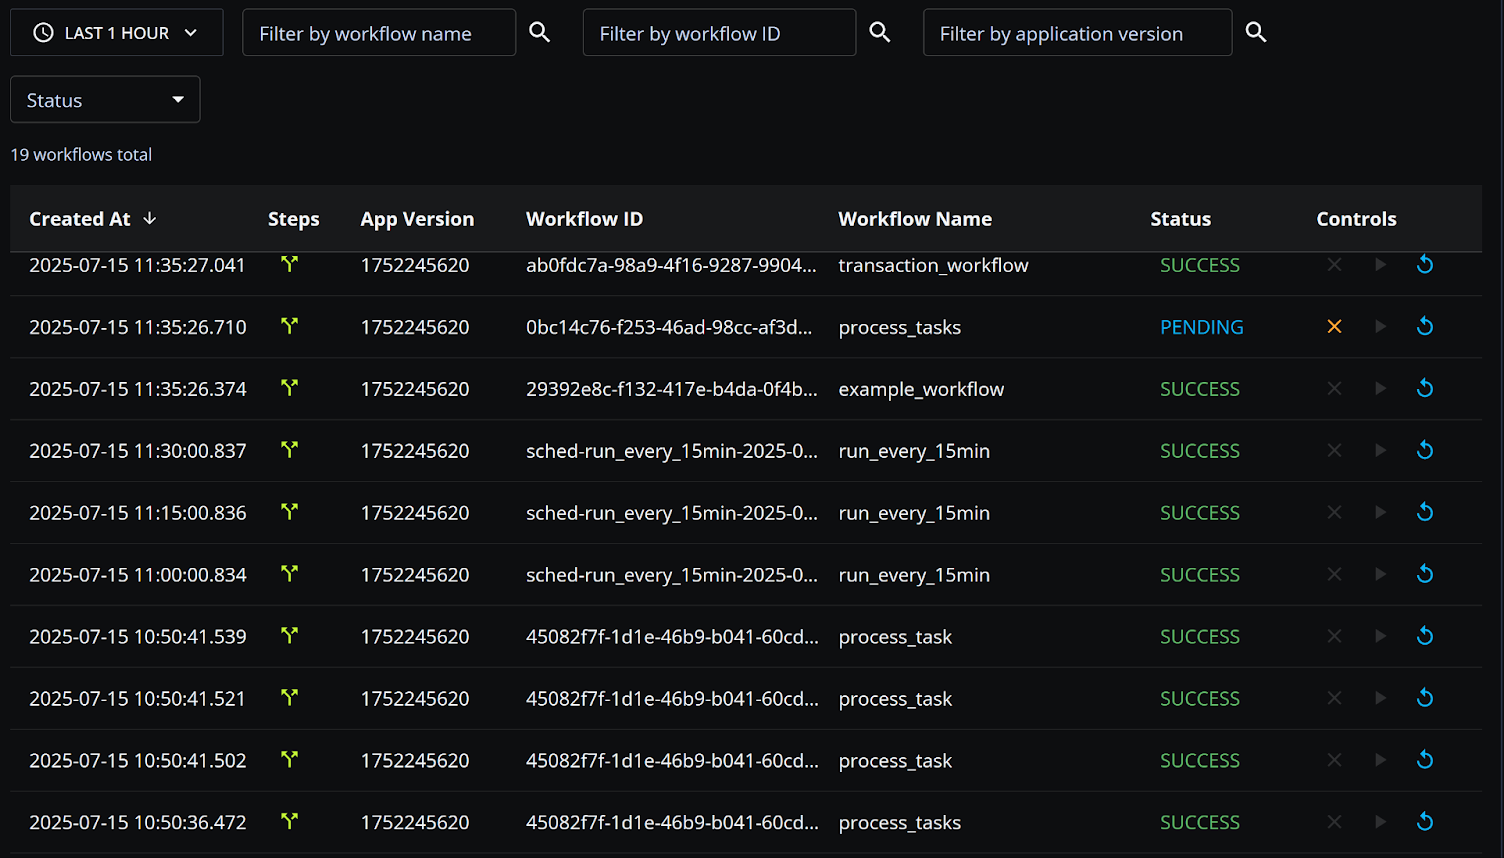 LAST 1 HOUR Filter by workflow name Filter by workflow ID Filter by application version
Status
19 workflows total
Created At Steps App Version Workflow ID Workflow Name Status Controls
2025-07-15 11:35:27.041 1752245620 ab0fdc7a-98a9-4f16-9287-9904... transaction_workflow SUCCESS
2025-07-15 11:35:26.710 1752245620 0bc14c76-f253-46ad-98cc-af3d... process_tasks PENDING
2025-07-15 11:35:26.374 1752245620 29392e8c-f132-417e-b4da-0f4b... example_workflow SUCCESS
2025-07-15 11:30:00.837 1752245620 sched-run_every_15min-2025-0... run_every_15min SUCCESS
2025-07-15 11:15:00.836 1752245620 sched-run_every_15min-2025-0... run_every_15min SUCCESS
2025-07-15 11:00:00.834 1752245620 sched-run_every_15min-2025-0... run_every_15min SUCCESS
2025-07-15 10:50:41.539 1752245620 45082f7f-1d1e-46b9-b041-60cd... process_task SUCCESS
2025-07-15 10:50:41.521 1752245620 45082f7f-1d1e-46b9-b041-60cd... process_task SUCCESS
2025-07-15 10:50:41.502 1752245620 45082f7f-1d1e-46b9-b041-60cd... process_task SUCCESS
2025-07-15 10:50:36.472 1752245620 45082f7f-1d1e-46b9-b041-60cd... process_tasks SUCCESS